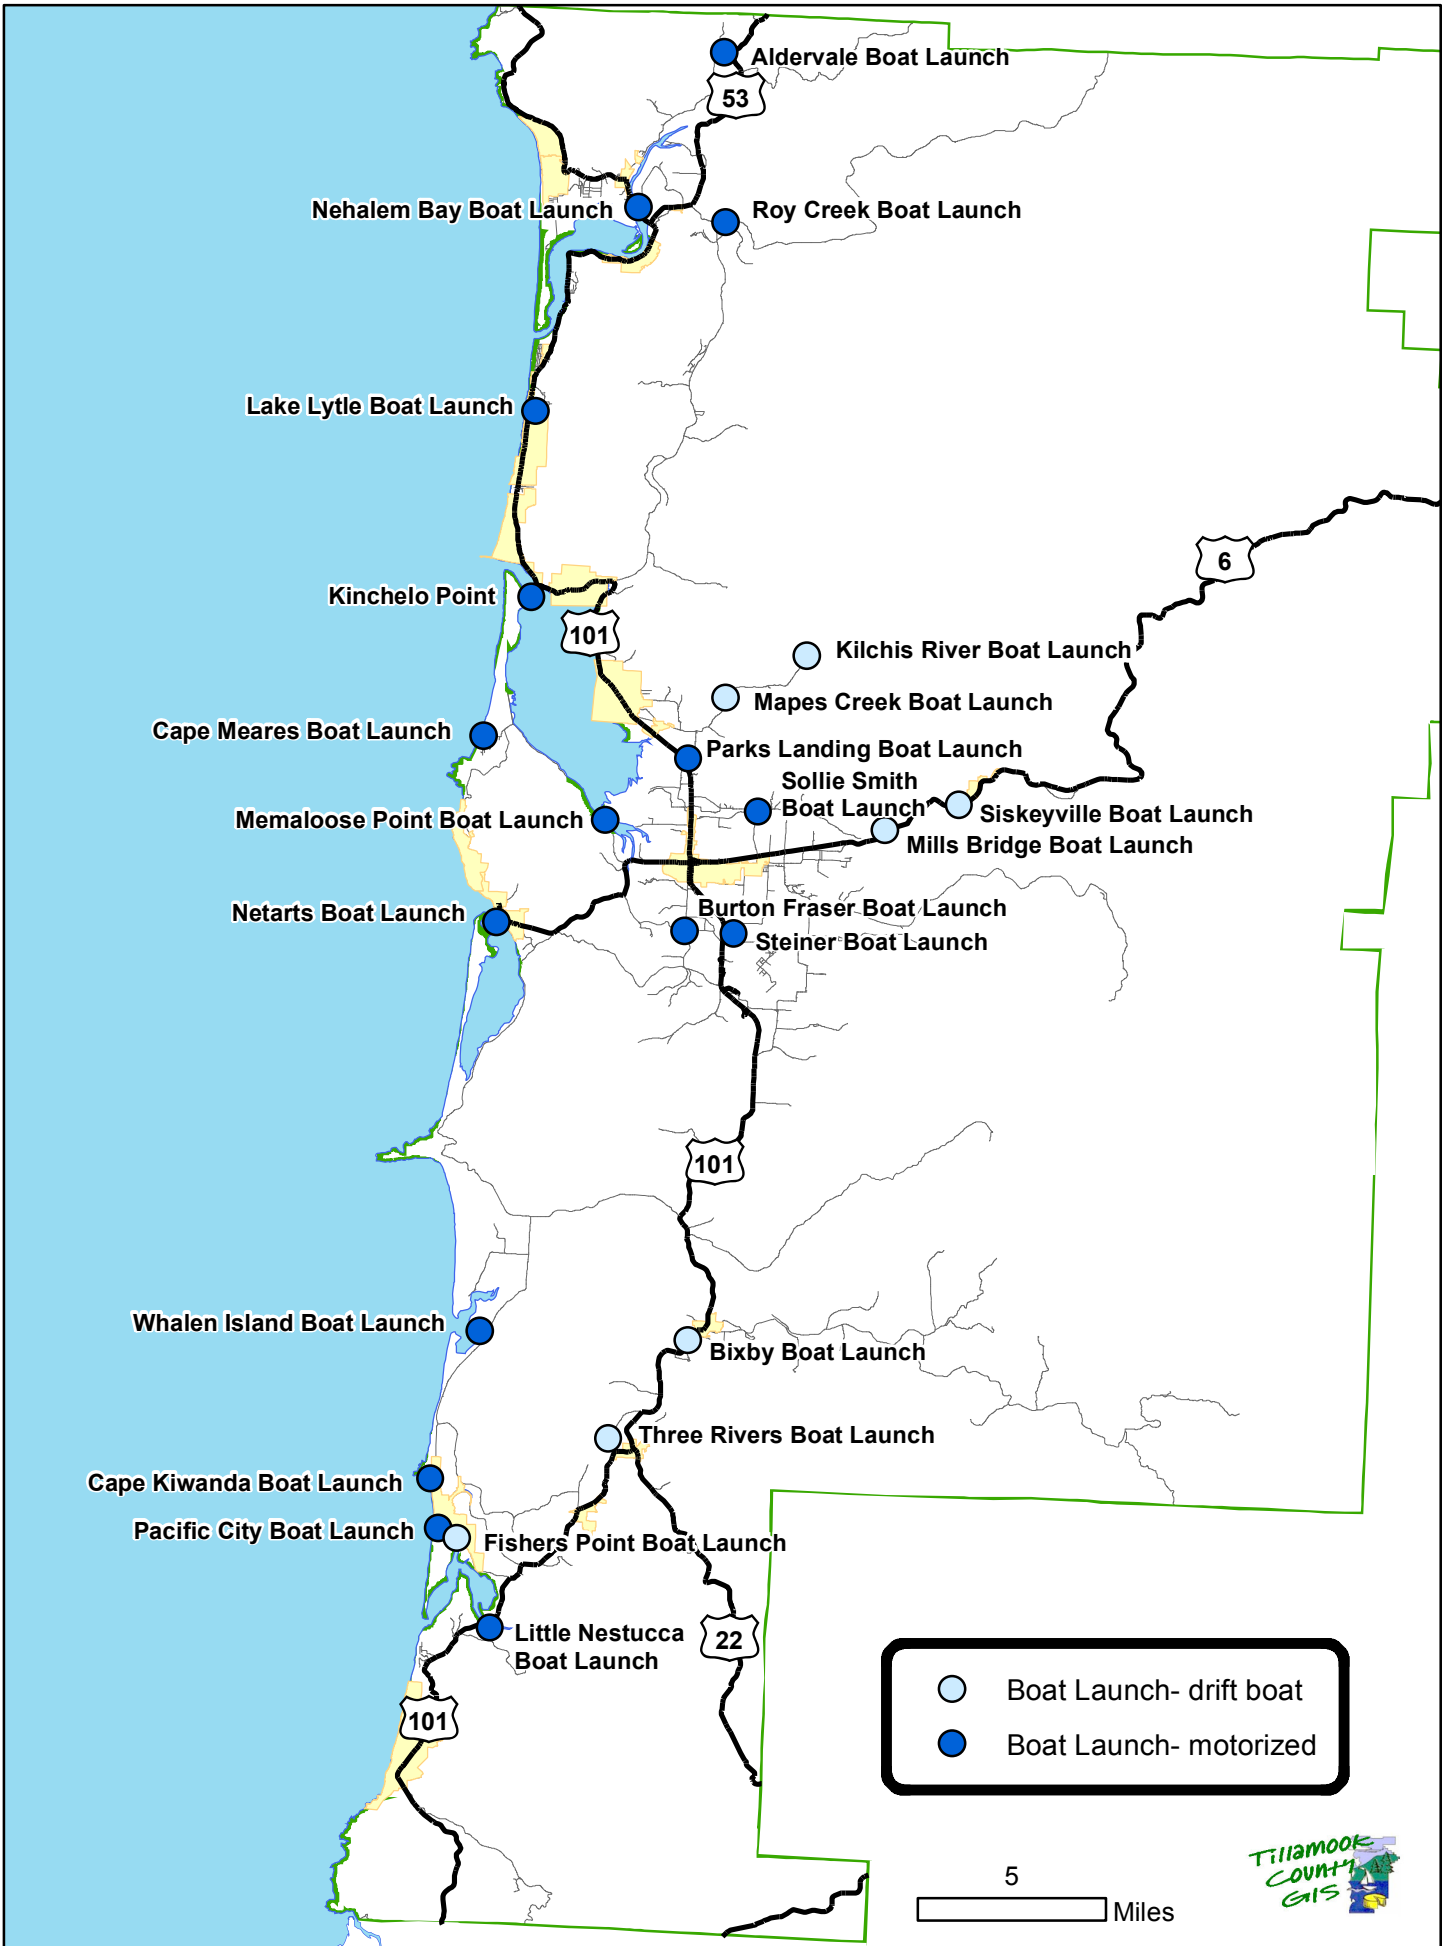 Aldervale Boat Launch
53
Nehalem Bay Boat Launch
Roy Creek Boat Launch
Lake Lytle Boat Launch
6
Kinchelo Point
101
Kilchis River Boat Launch
Mapes Creek Boat Launch
Cape Meares Boat Launch
Parks Landing Boat Launch
Sollie Smith
Boat Launch
Memaloose Point Boat Launch
Siskeyville Boat Launch
Mills Bridge Boat Launch
Netarts Boat Launch
Burton Fraser Boat Launch
Steiner Boat Launch
101
Whalen Island Boat Launch
Bixby Boat Launch
Three Rivers Boat Launch
Cape Kiwanda Boat Launch
Pacific City Boat Launch
Fishers Point Boat Launch
Little Nestucca
Boat Launch
22
101
Boat Launch- drift boat
Boat Launch- motorized
5
Miles
Tillamook
County
GIS